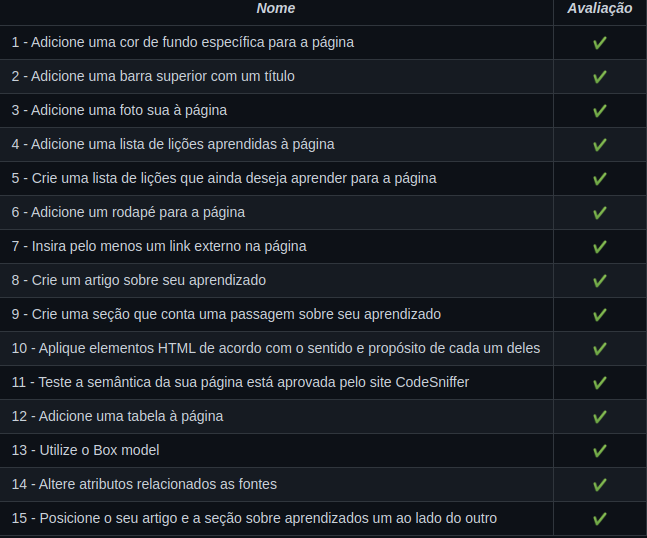 Nome Avaliação
1 - Adicione uma cor de fundo específica para a página ✔
2 - Adicione uma barra superior com um título ✔
3 - Adicione uma foto sua à página ✔
4 - Adicione uma lista de lições aprendidas à página ✔
5 - Crie uma lista de lições que ainda deseja aprender para a página ✔
6 - Adicione um rodapé para a página ✔
7 - Insira pelo menos um link externo na página ✔
8 - Crie um artigo sobre seu aprendizado ✔
9 - Crie uma seção que conta uma passagem sobre seu aprendizado ✔
10 - Aplique elementos HTML de acordo com o sentido e propósito de cada um deles ✔
11 - Teste a semântica da sua página está aprovada pelo site CodeSniffer ✔
12 - Adicione uma tabela à página ✔
13 - Utilize o Box model ✔
14 - Altere atributos relacionados as fontes ✔
15 - Posicione o seu artigo e a seção sobre aprendizados um ao lado do outro ✔